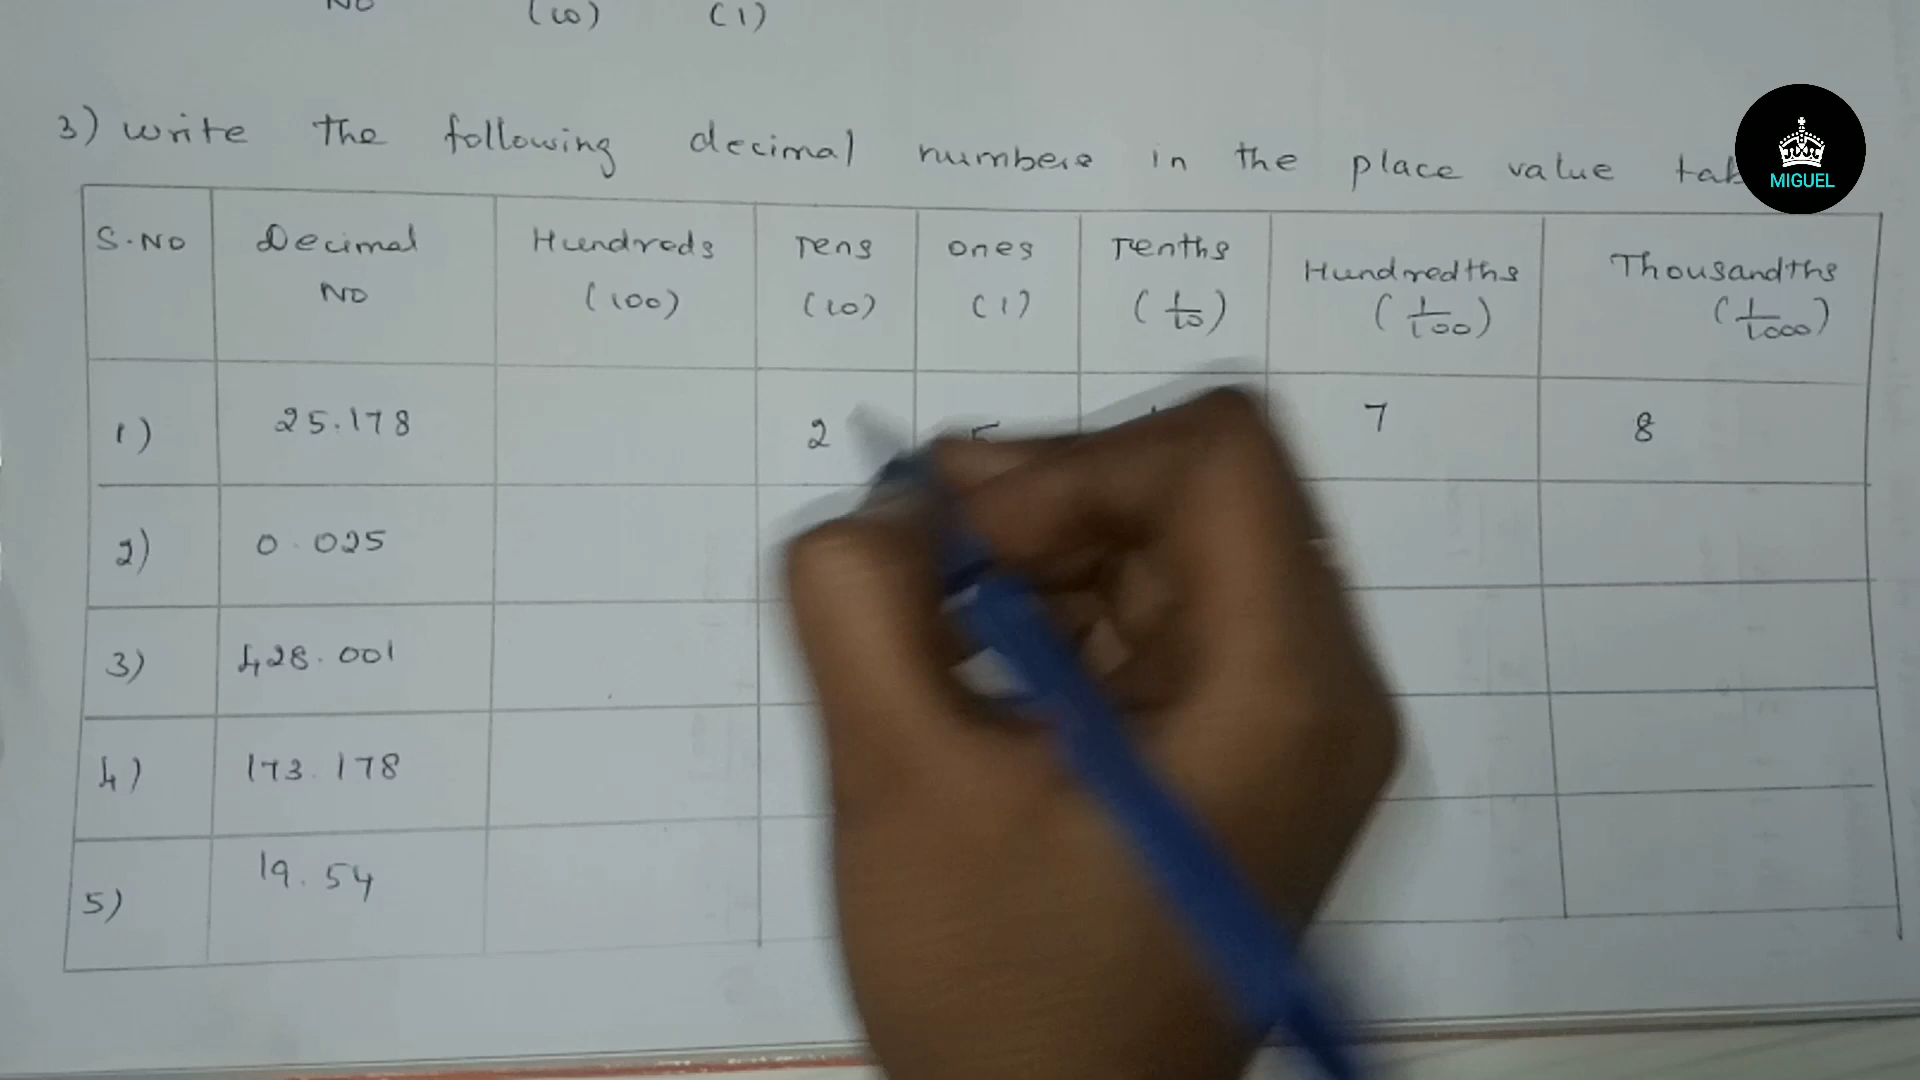 NO (10) (1)
3) write the following decimal numbers in the place value
MIGUEL
S.NO Decimal NO Hundreds (100) Tens (10) ones (1) Tenths (1/10) Hundredths (1/100) Thousandths (1/1000)
1) 25.178 2 5 7 8
2) 0.025
3) 428.001
4) 173.178
5) 19.54